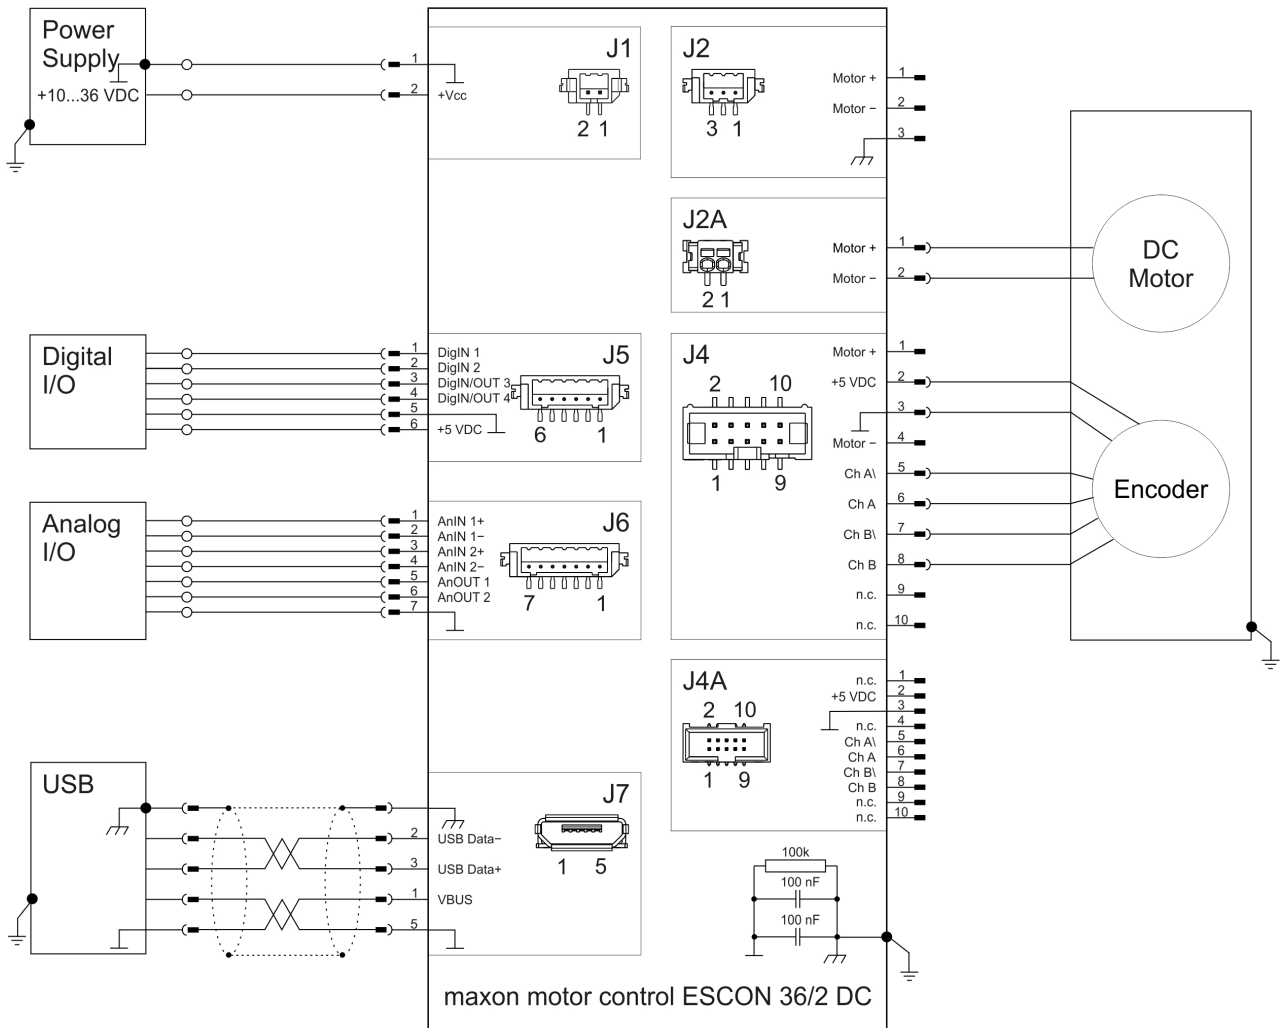 Power
Supply
+10...36 VDC
1
2
+Vcc
J1
2 1
J2
3 1
Motor +
1
Motor −
2
3
J2A
2 1
Motor +
1
Motor −
2
DC
Motor
Digital
I/O
1
DigIN 1
2
DigIN 2
3
DigIN/OUT 3
4
DigIN/OUT 4
5
6
+5 VDC
J5
6 1
J4
2 10
1 9
Motor +
1
+5 VDC
2
3
Motor −
4
Ch A\
5
Ch A
6
Ch B\
7
Ch B
8
n.c.
9
n.c.
10
Encoder
Analog
I/O
1
AnIN 1+
2
AnIN 1−
3
AnIN 2+
4
AnIN 2−
5
AnOUT 1
6
AnOUT 2
7
J6
7 1
J4A
2 10
1 9
n.c.
1
+5 VDC
2
3
n.c.
4
Ch A\
5
Ch A
6
Ch B\
7
Ch B
8
n.c.
9
n.c.
10
USB
2
USB Data−
3
USB Data+
1
VBUS
5
J7
1 5
100k
100 nF
100 nF
maxon motor control ESCON 36/2 DC